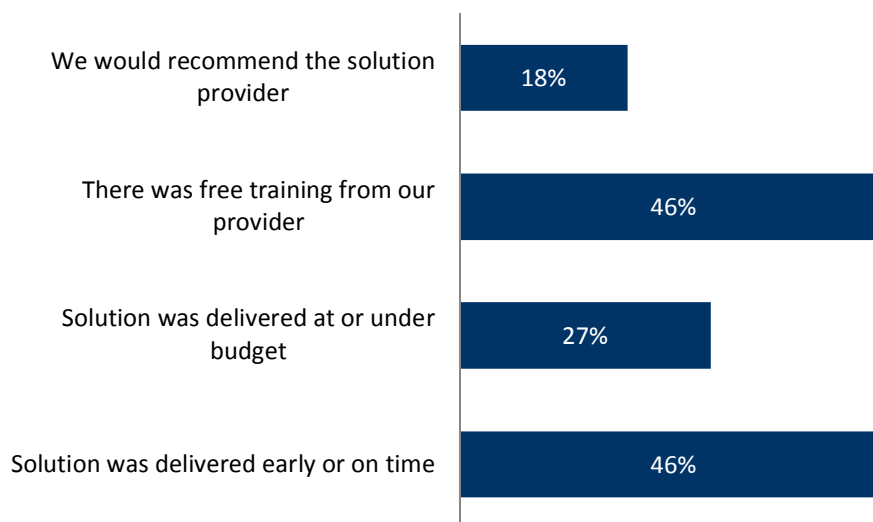 We would recommend the solution
provider
18%
There was free training from our
provider
46%
Solution was delivered at or under
budget
27%
Solution was delivered early or on time
46%